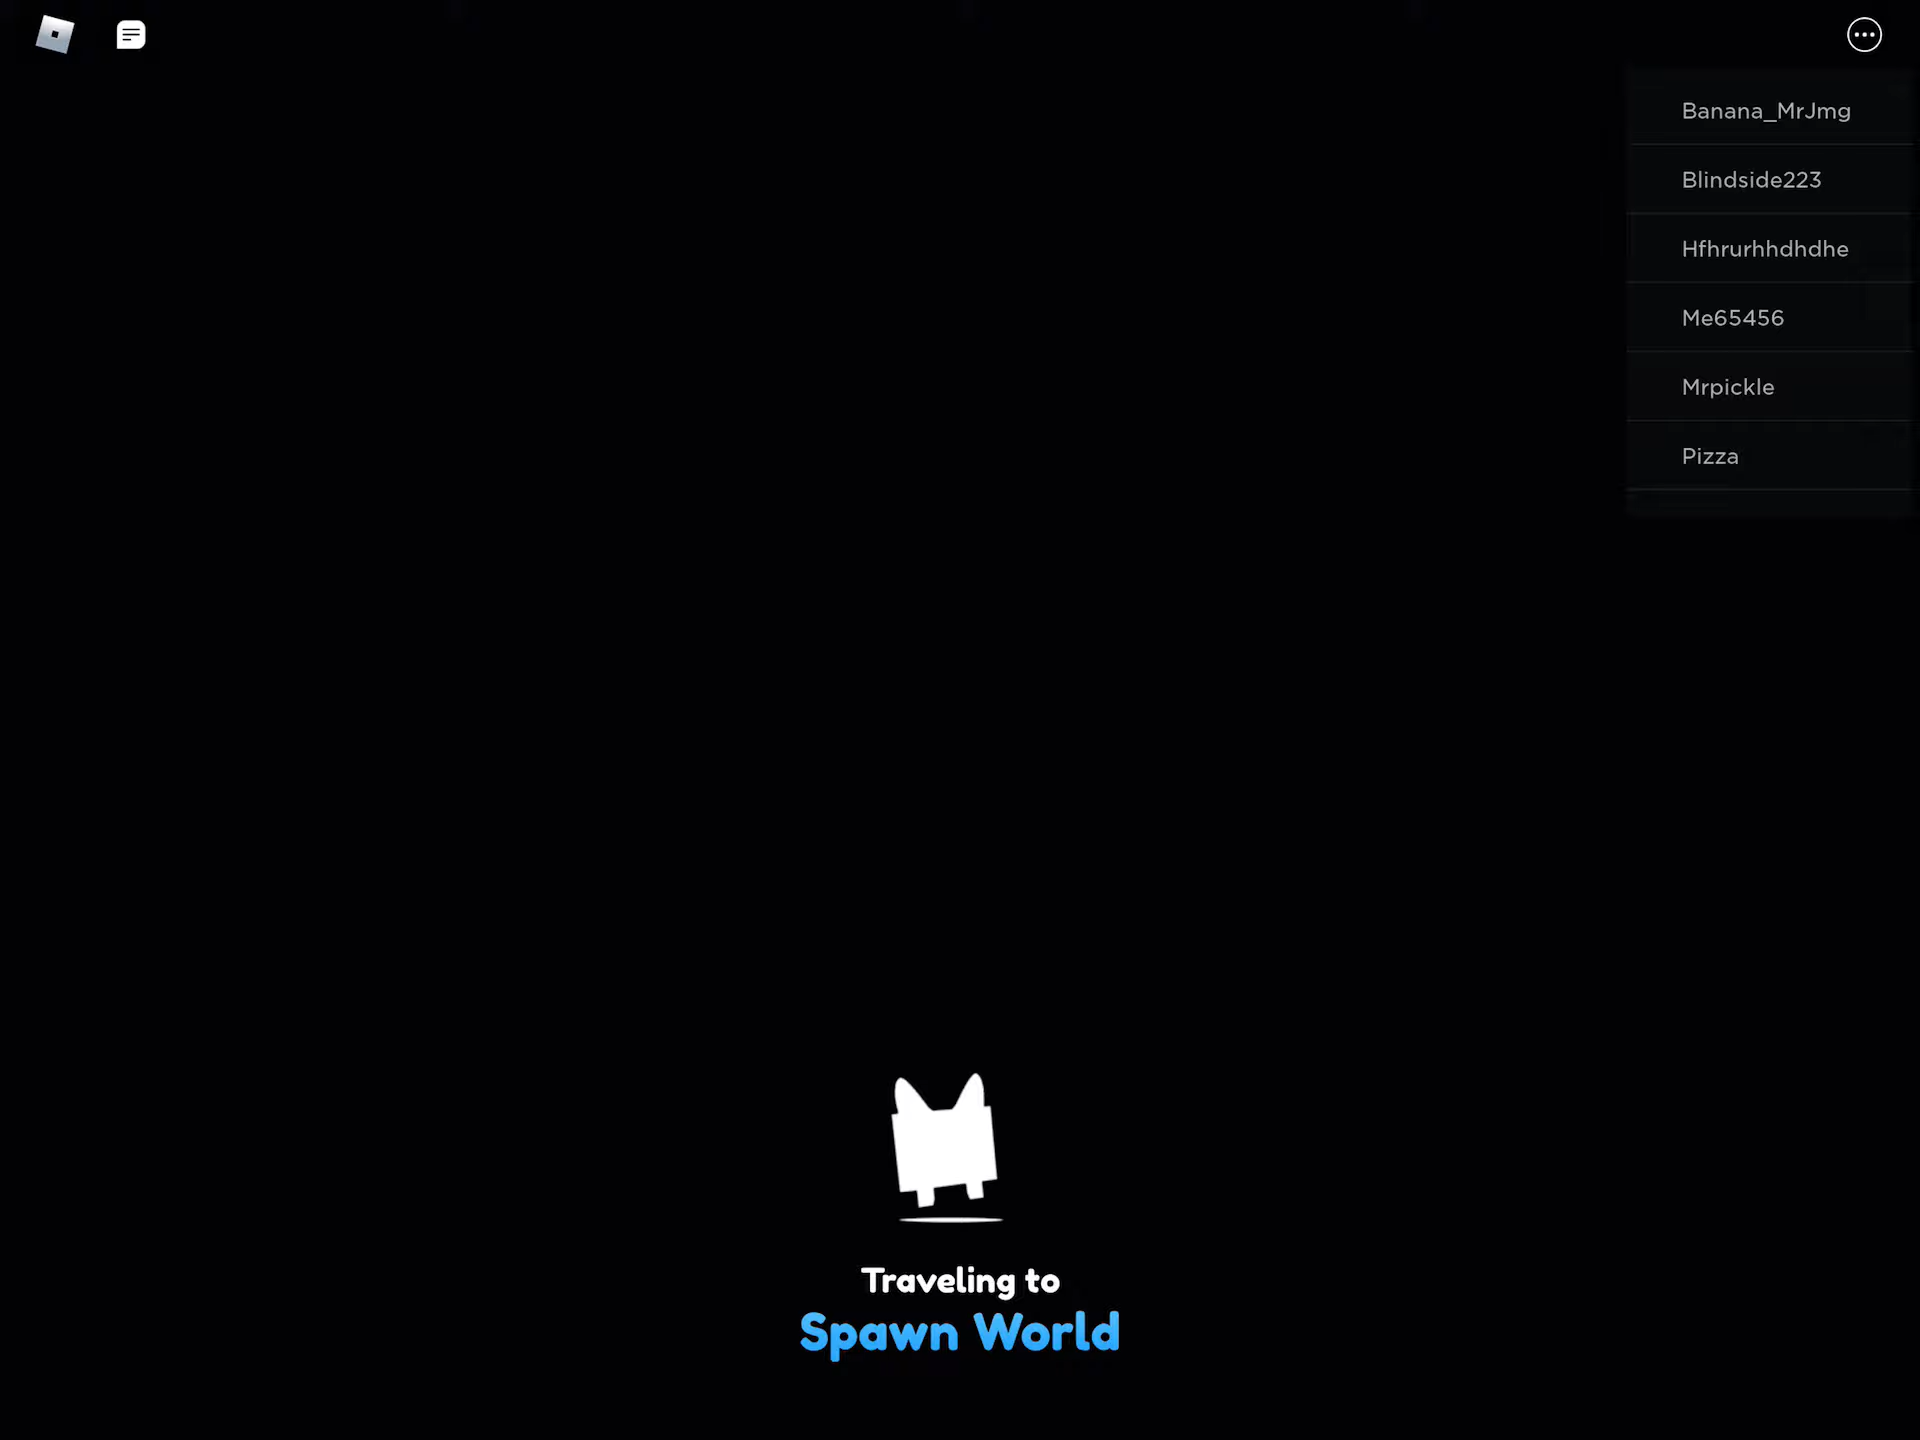 Banana_MrJmg
Blindside223
Hfhrurhhdhdhe
Me65456
Mrpickle
Pizza
Traveling to
Spawn World